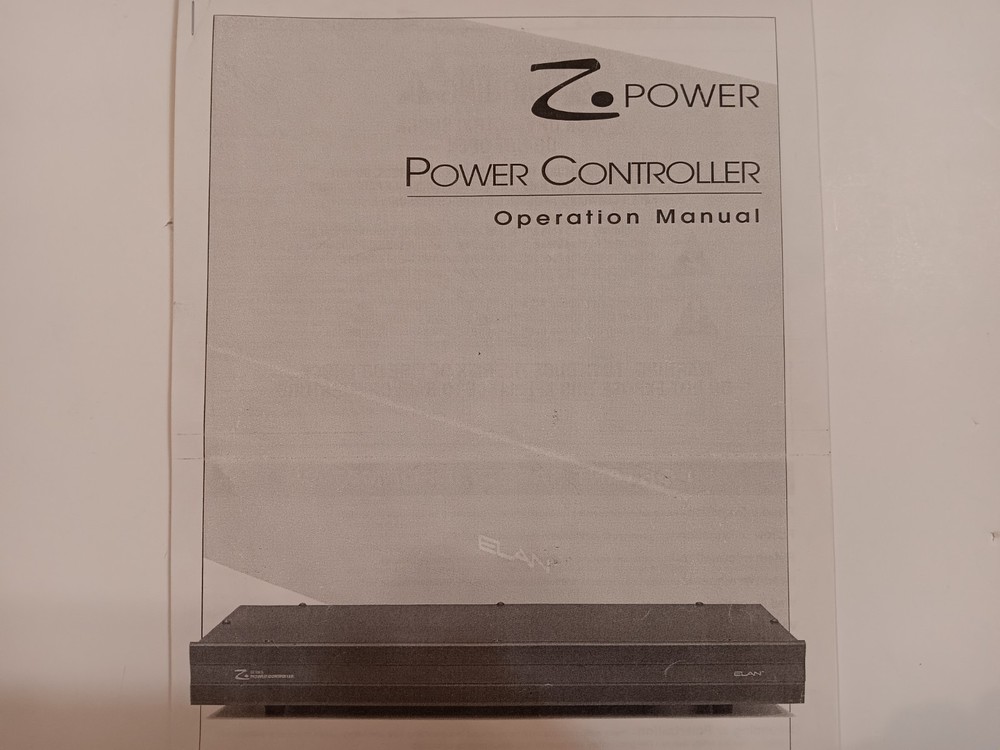 Z.POWER
POWER CONTROLLER
Operation Manual
ELAN
ELAN